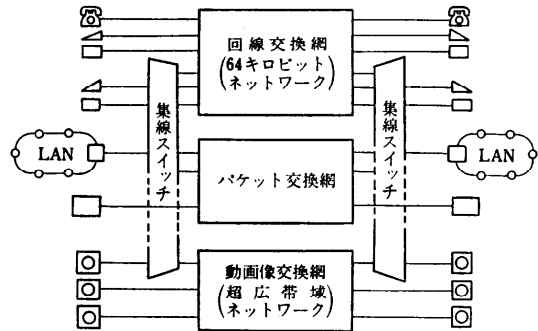 回線交換網
(64キロビット
ネットワーク)
集線スイッチ
集線スイッチ
LAN
LAN
パケット交換網
動画像交換網
(超広帯域
ネットワーク)